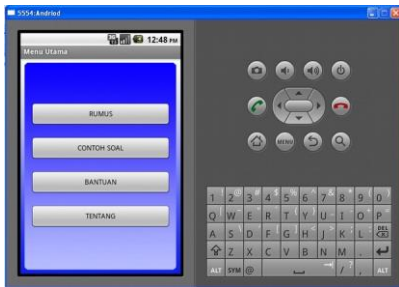 5554:Andriod
12:48 PM
Menu Utama
RUMUS
CONTOH SOAL
BANTUAN
TENTANG
MENU
1 2 3 4 5 6 7 8 9 0
Q W E R T Y U I O P
A S D F G H J K L DEL
Z X C V B N M .
ALT SYM @ / ? , ALT